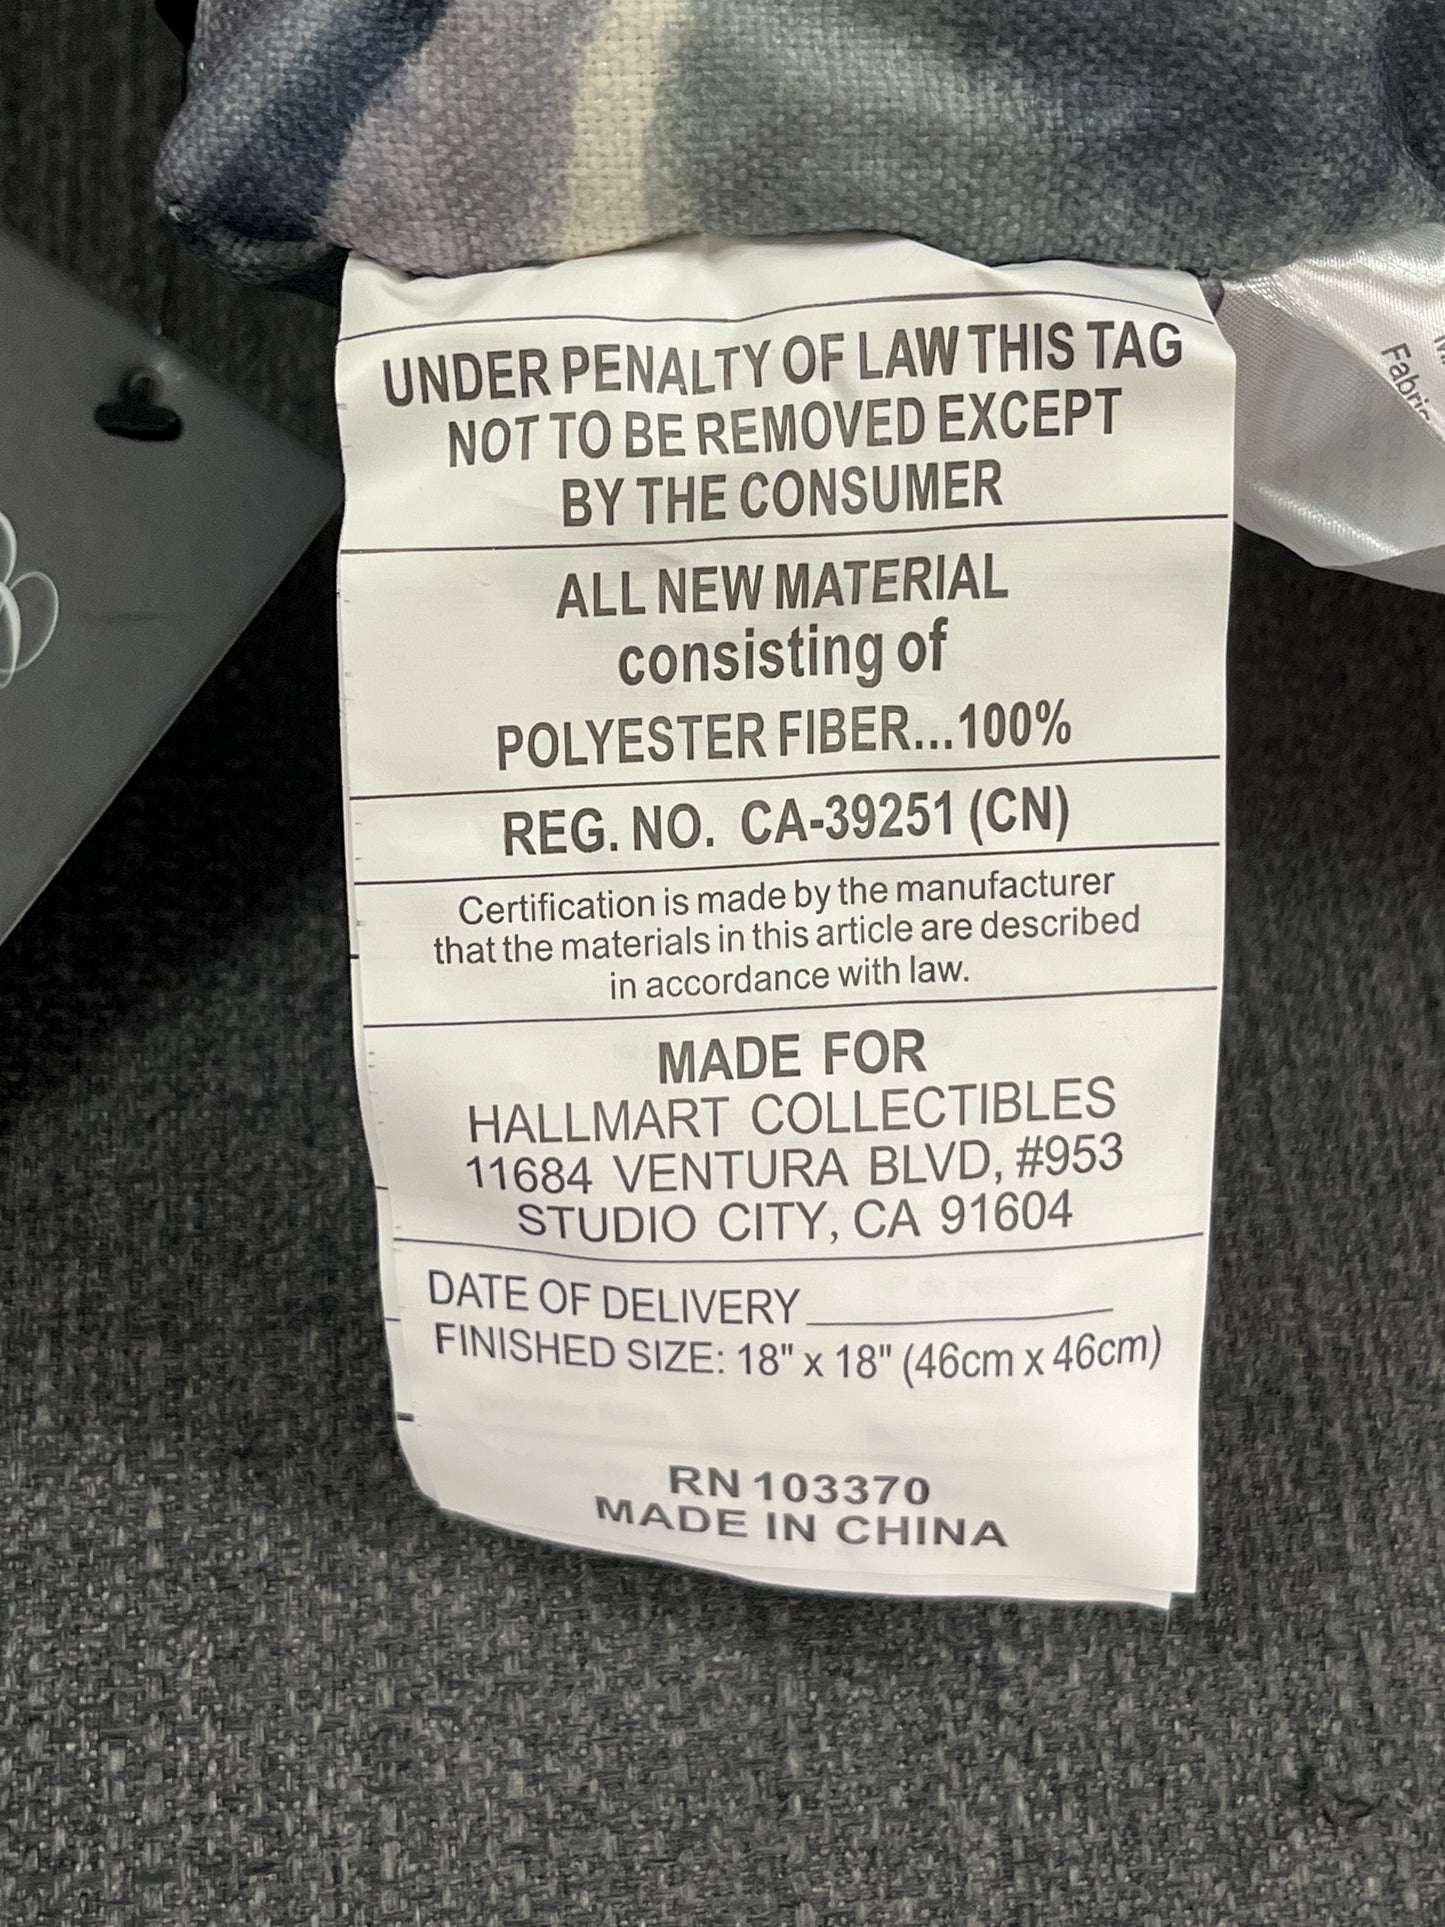 UNDER PENALTY OF LAW THIS TAG
NOT TO BE REMOVED EXCEPT
BY THE CONSUMER
ALL NEW MATERIAL
consisting of
POLYESTER FIBER...100%
REG. NO. CA-39251 (CN)
Certification is made by the manufacturer
that the materials in this article are described
in accordance with law.
MADE FOR
HALLMART COLLECTIBLES
11684 VENTURA BLVD, #953
STUDIO CITY, CA 91604
DATE OF DELIVERY
FINISHED SIZE: 18" x 18" (46cm x 46cm)
RN 103370
MADE IN CHINA
Fabric